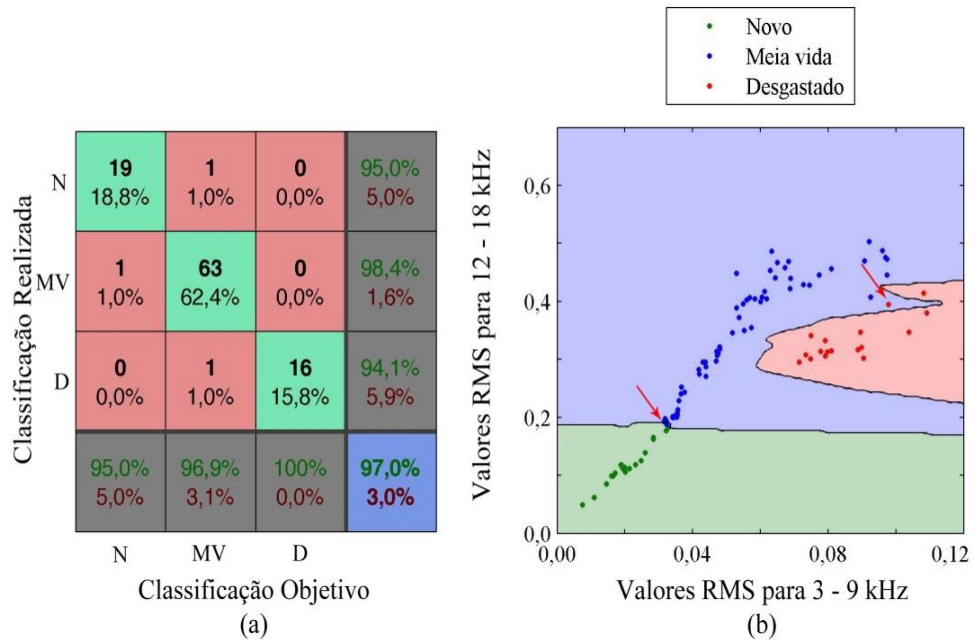 Novo
Meia vida
Desgastado
Classificação Realizada
N
19
18,8%
1
1,0%
0
0,0%
95,0%
5,0%
MV
1
1,0%
63
62,4%
0
0,0%
98,4%
1,6%
D
0
0,0%
1
1,0%
16
15,8%
94,1%
5,9%
95,0%
5,0%
96,9%
3,1%
100%
0,0%
97,0%
3,0%
N
MV
D
Classificação Objetivo
(a)
Valores RMS para 12 - 18 kHz
0,6
0,4
0,2
0,0
0,00
0,04
0,08
0,12
Valores RMS para 3 - 9 kHz
(b)